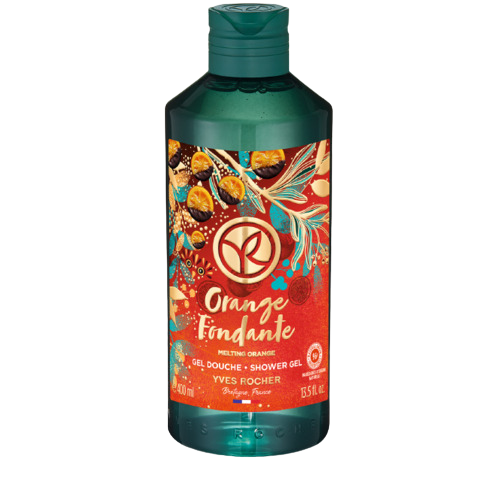 Orange
Fondante
MELTING ORANGE
GEL DOUCHE • SHOWER GEL
YVES ROCHER
400 ml
Bretagne, France
13.5 fl. oz.